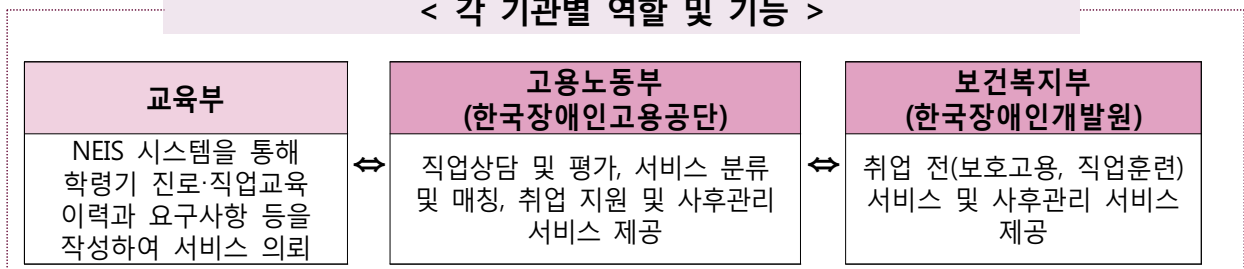 < 각 기관별 역할 및 기능 >
교육부
NEIS 시스템을 통해
학령기 진로·직업교육
이력과 요구사항 등을
작성하여 서비스 의뢰
⇔
고용노동부
(한국장애인고용공단)
직업상담 및 평가, 서비스 분류
및 매칭, 취업 지원 및 사후관리
서비스 제공
⇔
보건복지부
(한국장애인개발원)
취업 전(보호고용, 직업훈련)
서비스 및 사후관리 서비스
제공